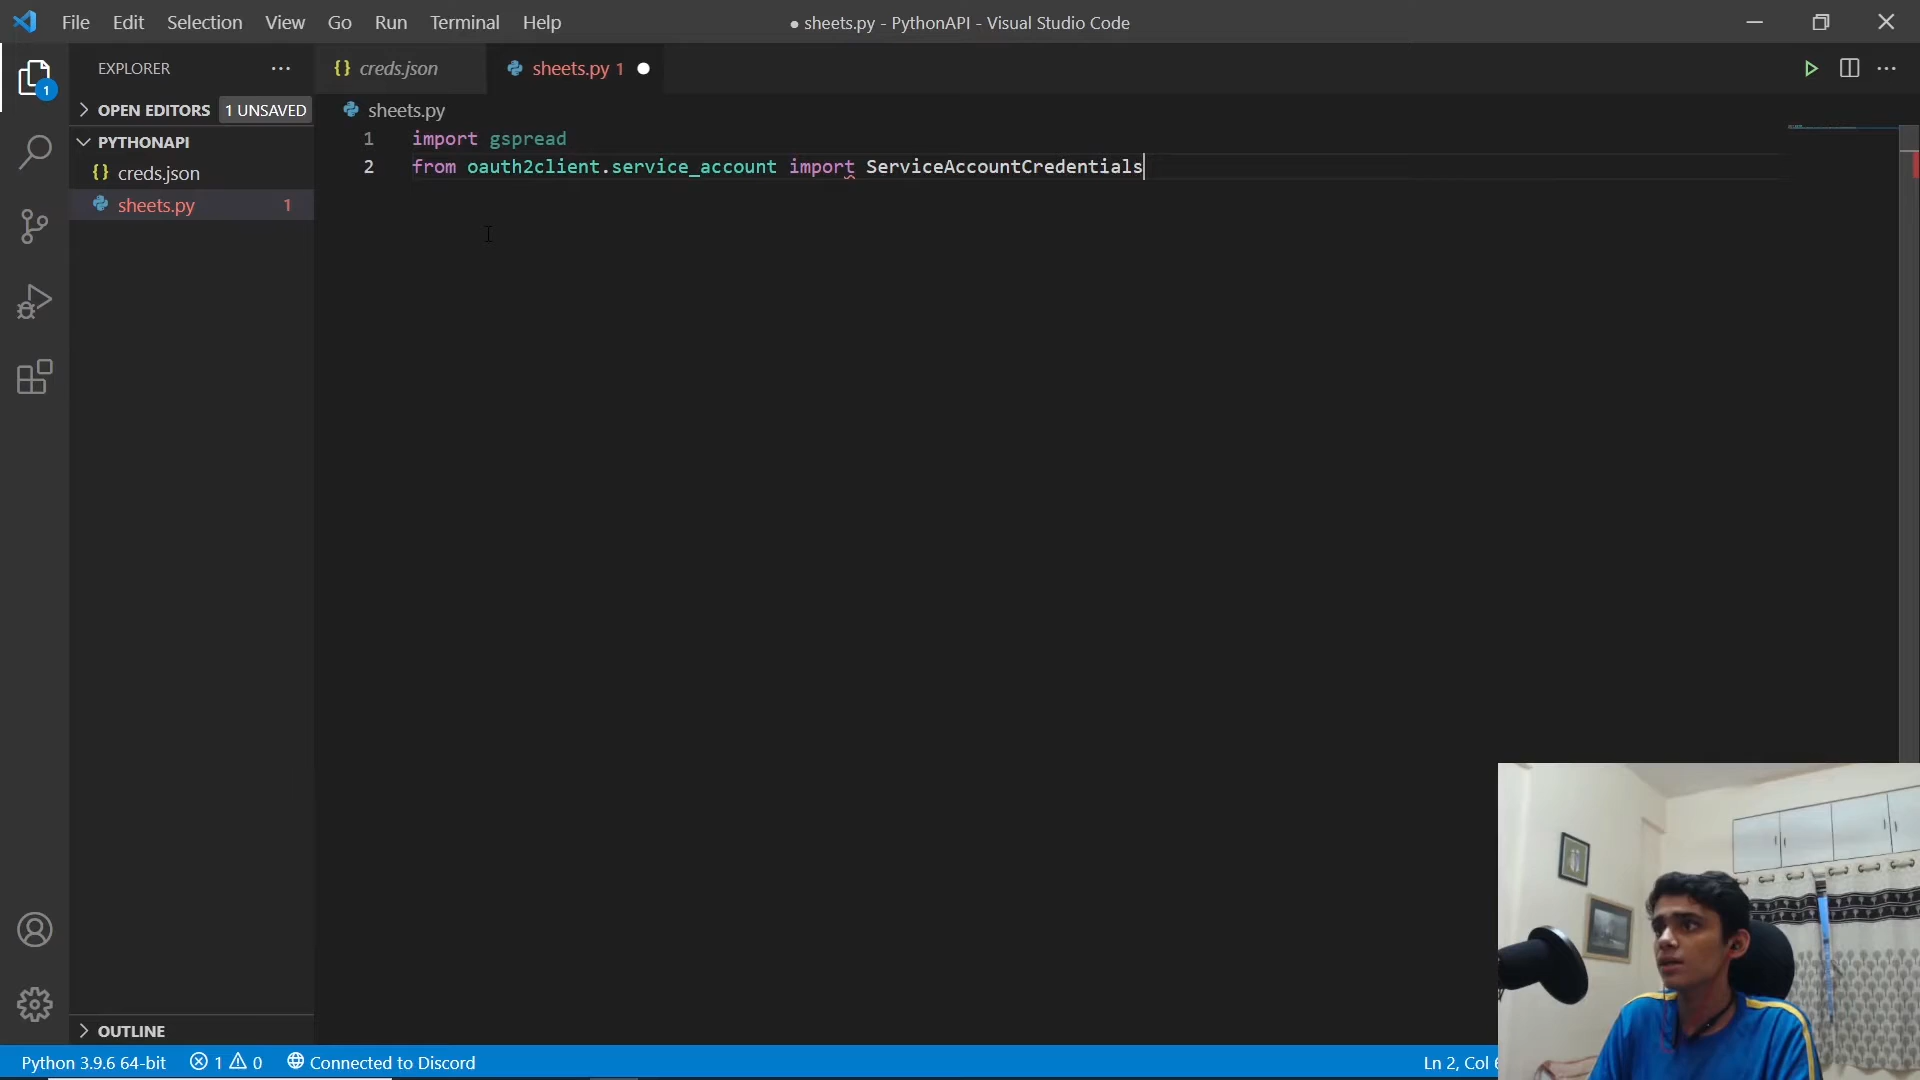 File Edit Selection View Go Run Terminal Help
● sheets.py - PythonAPI - Visual Studio Code
EXPLORER
1
OPEN EDITORS 1 UNSAVED
PYTHONAPI
{} creds.json
sheets.py 1
{} creds.json
sheets.py 1
sheets.py
1 import gspread
2 from oauth2client.service_account import ServiceAccountCredentials
OUTLINE
Python 3.9.6 64-bit
1
0
Connected to Discord
Ln 2, Col